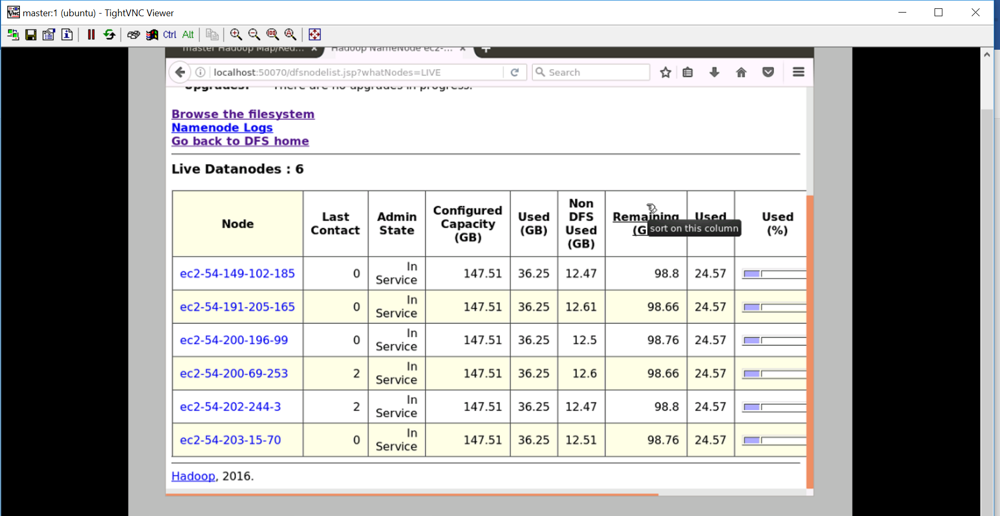 master:1 (ubuntu) - TightVNC Viewer
Ctrl Alt
master Hadoop Map/Red... × Hadoop NameNode ec2-... × +
localhost:50070/dfsnodelist.jsp?whatNodes=LIVE Search
Upgrades: There are no upgrades in progress.
Browse the filesystem
Namenode Logs
Go back to DFS home
Live Datanodes : 6
Node Last Contact Admin State Configured Capacity (GB) Used (GB) Non DFS Used (GB) Remaining (G Used Used (%)
sort on this column
ec2-54-149-102-185 0 In Service 147.51 36.25 12.47 98.8 24.57
ec2-54-191-205-165 0 In Service 147.51 36.25 12.61 98.66 24.57
ec2-54-200-196-99 0 In Service 147.51 36.25 12.5 98.76 24.57
ec2-54-200-69-253 2 In Service 147.51 36.25 12.6 98.66 24.57
ec2-54-202-244-3 2 In Service 147.51 36.25 12.47 98.8 24.57
ec2-54-203-15-70 0 In Service 147.51 36.25 12.51 98.76 24.57
Hadoop, 2016.